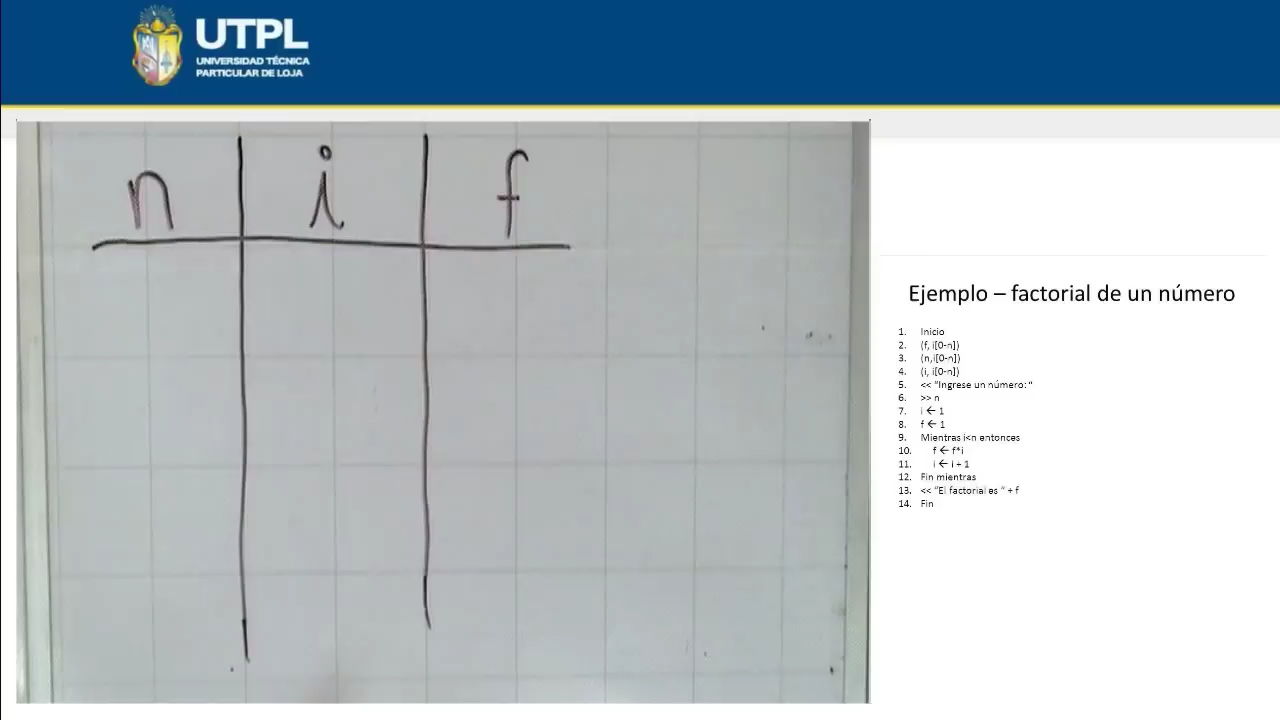 UTPL
UNIVERSIDAD TÉCNICA
PARTICULAR DE LOJA
n i f
Ejemplo – factorial de un número
1. Inicio
2. (f, i[0-n])
3. (n,i[0-n])
4. (i, i[0-n])
5. << "Ingrese un número: "
6. >> n
7. i ← 1
8. f ← 1
9. Mientras i<n entonces
10. f ← f*i
11. i ← i + 1
12. Fin mientras
13. << "El factorial es " + f
14. Fin